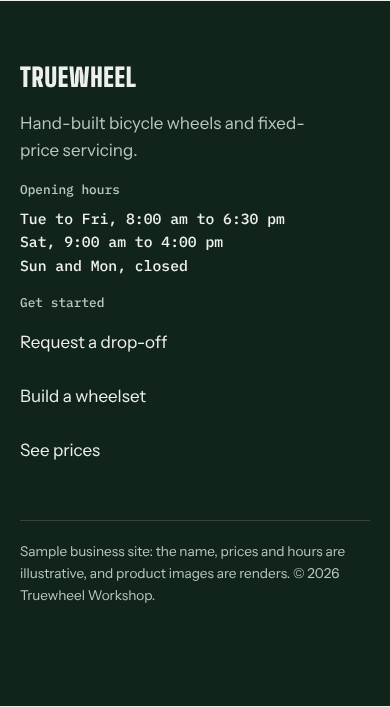 TRUEWHEEL
Hand-built bicycle wheels and fixed-
price servicing.
Opening hours
Tue to Fri, 8:00 am to 6:30 pm
Sat, 9:00 am to 4:00 pm
Sun and Mon, closed
Get started
Request a drop-off
Build a wheelset
See prices
Sample business site: the name, prices and hours are
illustrative, and product images are renders. © 2026
Truewheel Workshop.